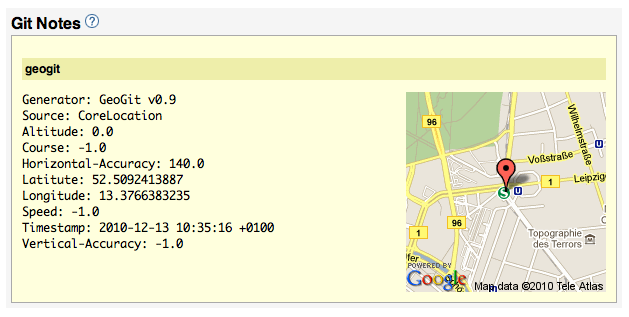 Git Notes ?
geogit
Generator: GeoGit v0.9
Source: CoreLocation
Altitude: 0.0
Course: -1.0
Horizontal-Accuracy: 140.0
Latitute: 52.5092413887
Longitude: 13.3766383235
Speed: -1.0
Timestamp: 2010-12-13 10:35:16 +0100
Vertical-Accuracy: -1.0
96
Wilhelmstraße
U
Voßstraße
1
Leipzige
S
U
96
1
Topographie
des Terrors
1
fer
POWERED BY
Google
Map data ©2010 Tele Atlas